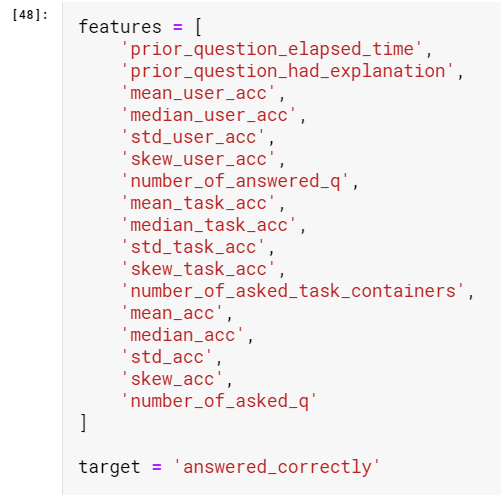 [48]:
features = [
    'prior_question_elapsed_time',
    'prior_question_had_explanation',
    'mean_user_acc',
    'median_user_acc',
    'std_user_acc',
    'skew_user_acc',
    'number_of_answered_q',
    'mean_task_acc',
    'median_task_acc',
    'std_task_acc',
    'skew_task_acc',
    'number_of_asked_task_containers',
    'mean_acc',
    'median_acc',
    'std_acc',
    'skew_acc',
    'number_of_asked_q'
]
target = 'answered_correctly'